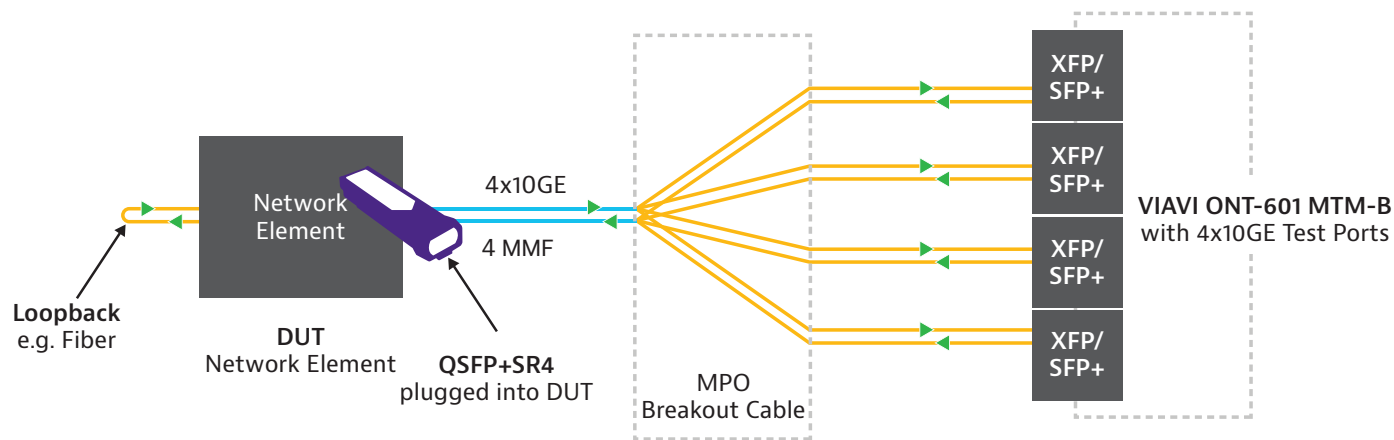 Loopback
e.g. Fiber
Network
Element
DUT
Network Element
QSFP+SR4
plugged into DUT
4x10GE
4 MMF
MPO
Breakout Cable
XFP/
SFP+
XFP/
SFP+
XFP/
SFP+
XFP/
SFP+
VIAVI ONT-601 MTM-B
with 4x10GE Test Ports